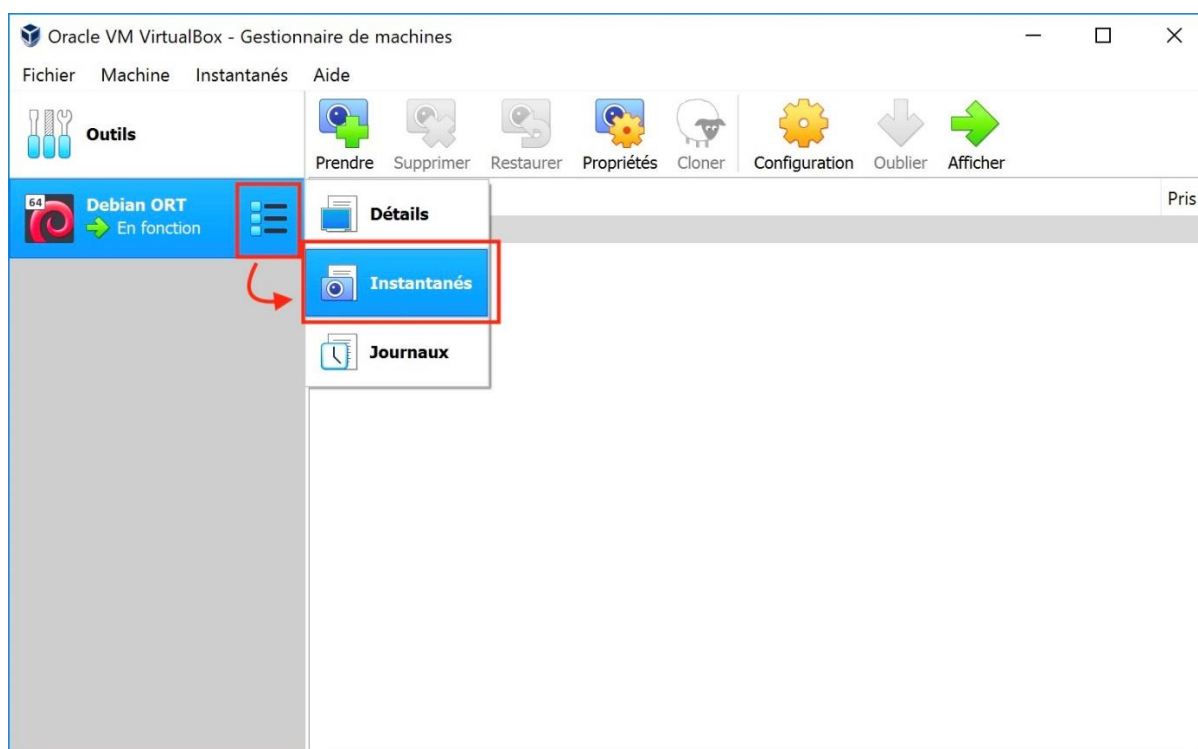 Oracle VM VirtualBox - Gestionnaire de machines
Fichier Machine Instantanés Aide
Outils
Prendre Supprimer Restaurer Propriétés Cloner Configuration Oublier Afficher
64
Debian ORT
En fonction
Pris
Détails
Instantanés
Journaux